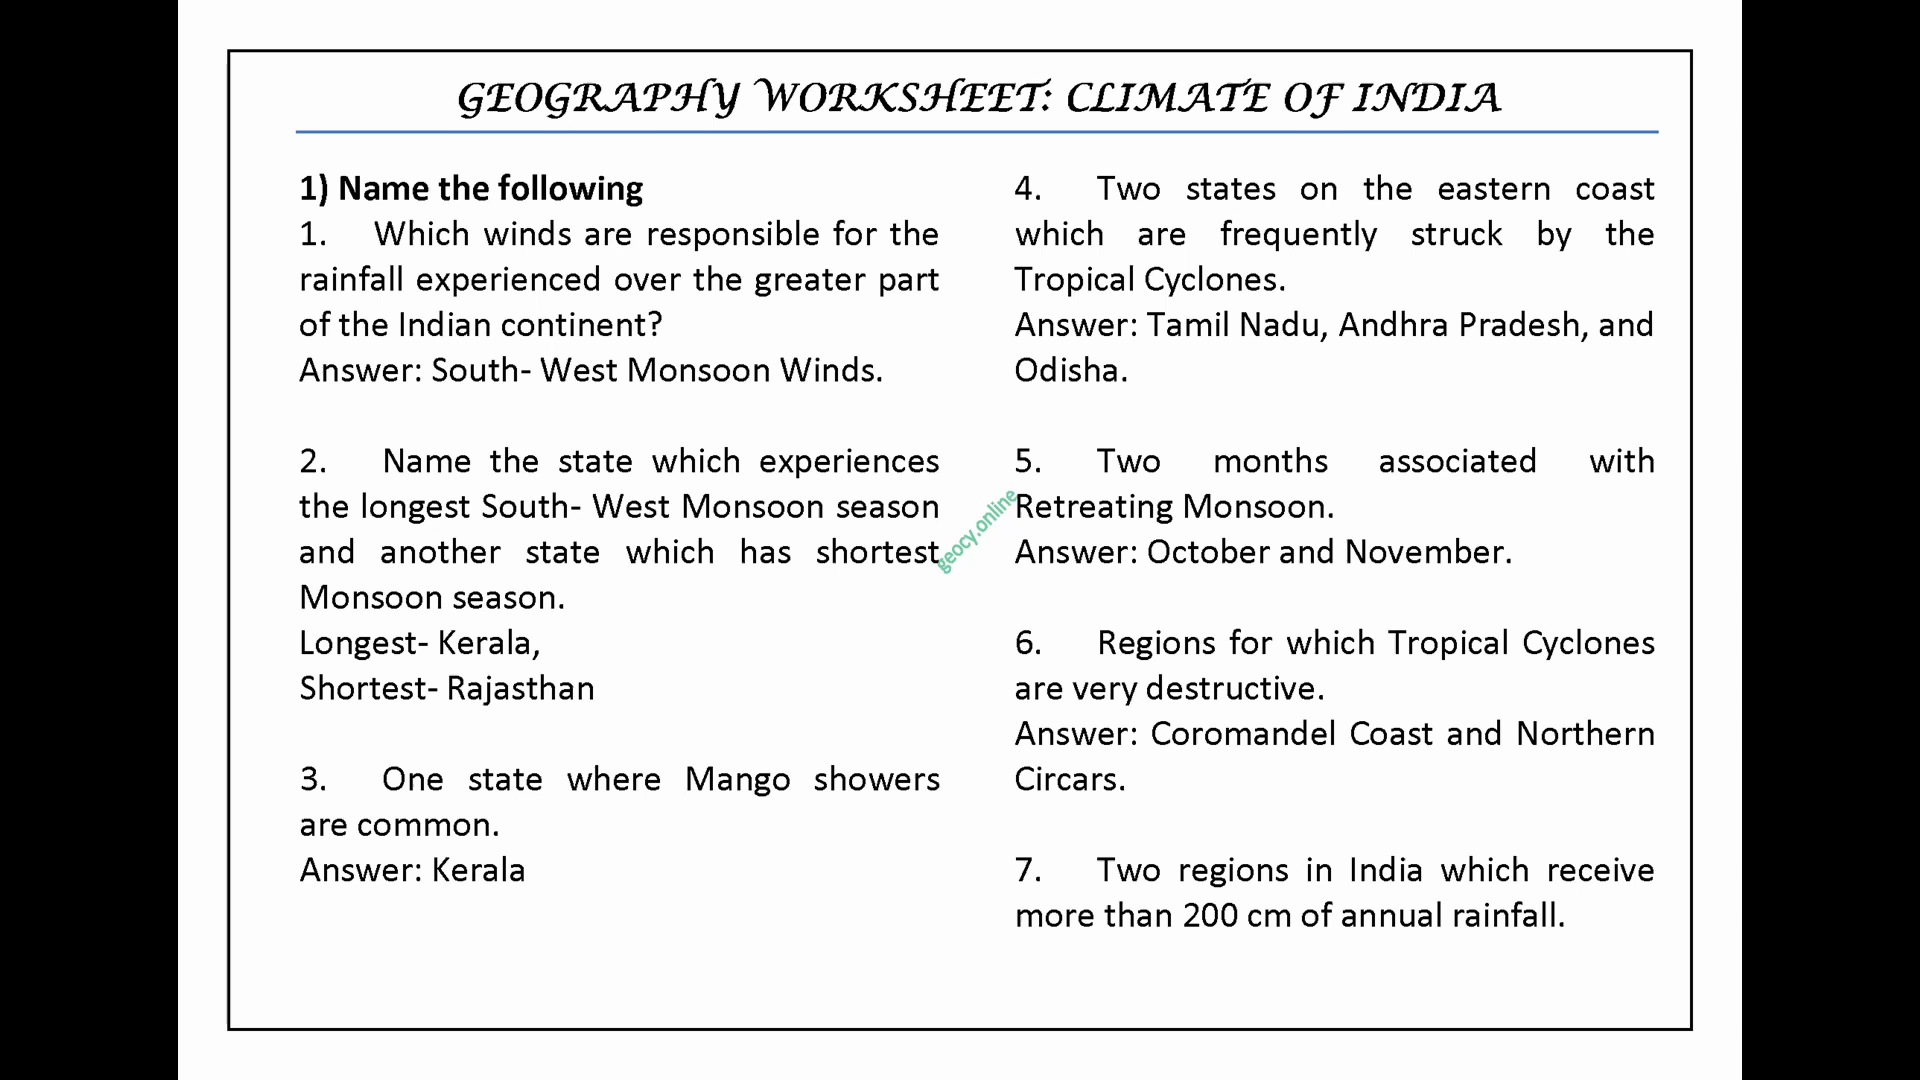 GEOGRAPHY WORKSHEET: CLIMATE OF INDIA
1) Name the following
1. Which winds are responsible for the
rainfall experienced over the greater part
of the Indian continent?
Answer: South- West Monsoon Winds.
2. Name the state which experiences
the longest South- West Monsoon season
and another state which has shortest
Monsoon season.
Longest- Kerala,
Shortest- Rajasthan
3. One state where Mango showers
are common.
Answer: Kerala
geocy.online
4. Two states on the eastern coast
which are frequently struck by the
Tropical Cyclones.
Answer: Tamil Nadu, Andhra Pradesh, and
Odisha.
5. Two months associated with
Retreating Monsoon.
Answer: October and November.
6. Regions for which Tropical Cyclones
are very destructive.
Answer: Coromandel Coast and Northern
Circars.
7. Two regions in India which receive
more than 200 cm of annual rainfall.